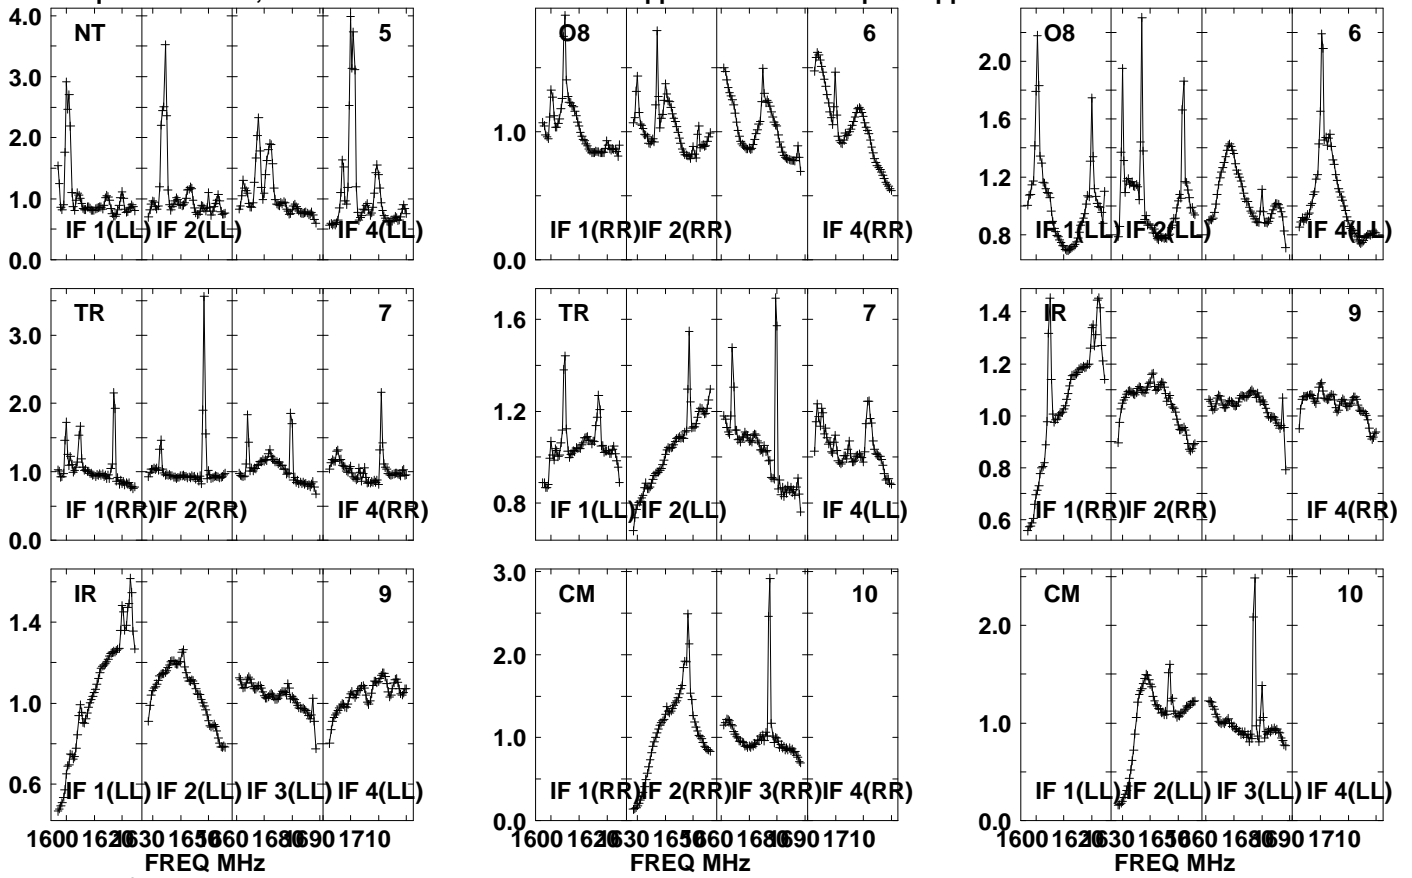 NT 5 O8 6 O8 6
4.0
3.0
2.0
1.0
0.0
IF 1(LL) IF 2(LL) IF 4(LL)
1.0
0.0
IF 1(RR) IF 2(RR) IF 4(RR)
2.0
1.6
1.2
0.8
IF 1(LL) IF 2(LL) IF 4(LL)
TR 7 TR 7 IR 9
3.0
2.0
1.0
0.0
IF 1(RR) IF 2(RR) IF 4(RR)
1.6
1.2
0.8
IF 1(LL) IF 2(LL) IF 4(LL)
1.4
1.2
1.0
0.8
0.6
IF 1(RR) IF 2(RR) IF 4(RR)
IR 9 CM 10 CM 10
1.4
1.0
0.6
IF 1(LL) IF 2(LL) IF 3(LL) IF 4(LL)
3.0
2.0
1.0
0.0
IF 1(RR) IF 2(RR) IF 3(RR) IF 4(RR)
2.0
1.0
0.0
IF 1(LL) IF 2(LL) IF 3(LL) IF 4(LL)
1600 1620 1630 1650 1660 1680 1690 1710
FREQ MHz
1600 1620 1630 1650 1660 1680 1690 1710
FREQ MHz
1600 1620 1630 1650 1660 1680 1690 1710
FREQ MHz